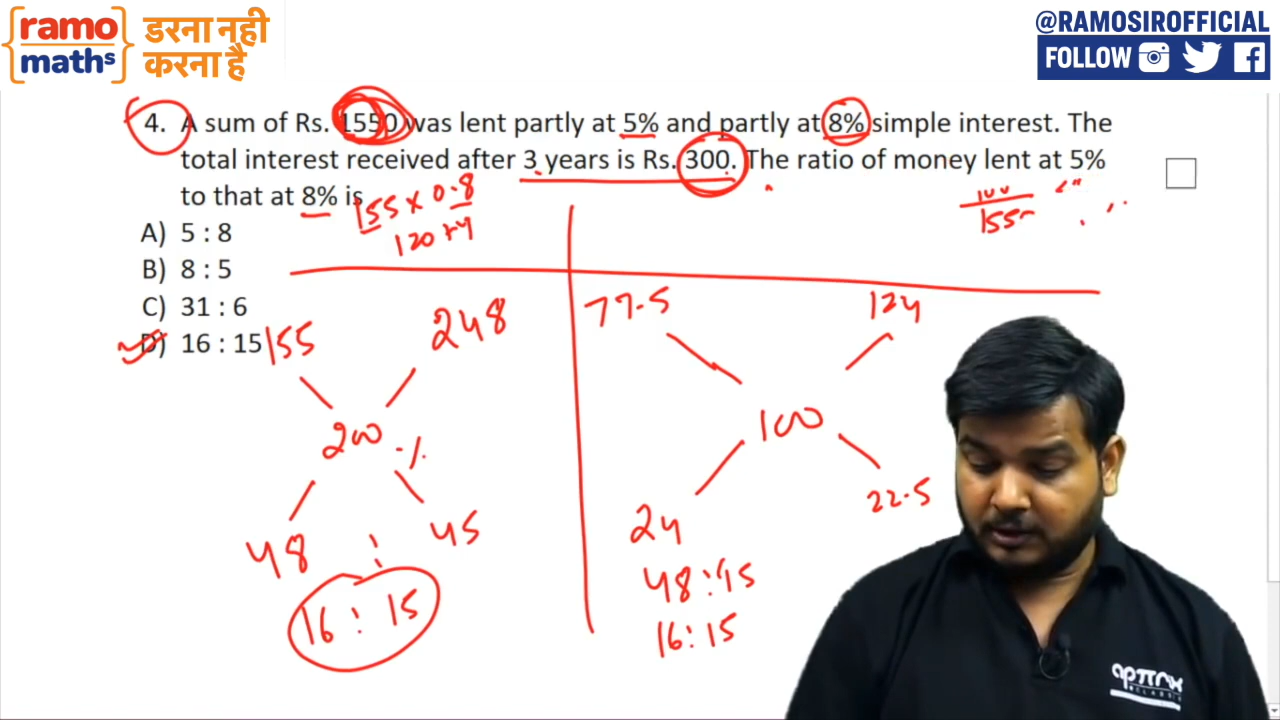 ramo
maths
डरना नही
करना है
@RAMOSIROFFICIAL
FOLLOW
4. A sum of Rs. 1550 was lent partly at 5% and partly at 8% simple interest. The
total interest received after 3 years is Rs. 300. The ratio of money lent at 5%
to that at 8% is
155 × 0.8
120 + 4
100
155
A) 5 : 8
B) 8 : 5
C) 31 : 6
D) 16 : 15
155 248
200 %
48 : 45
16 : 15
77.5 124
100
24 22.5
48 : 45
16 : 15